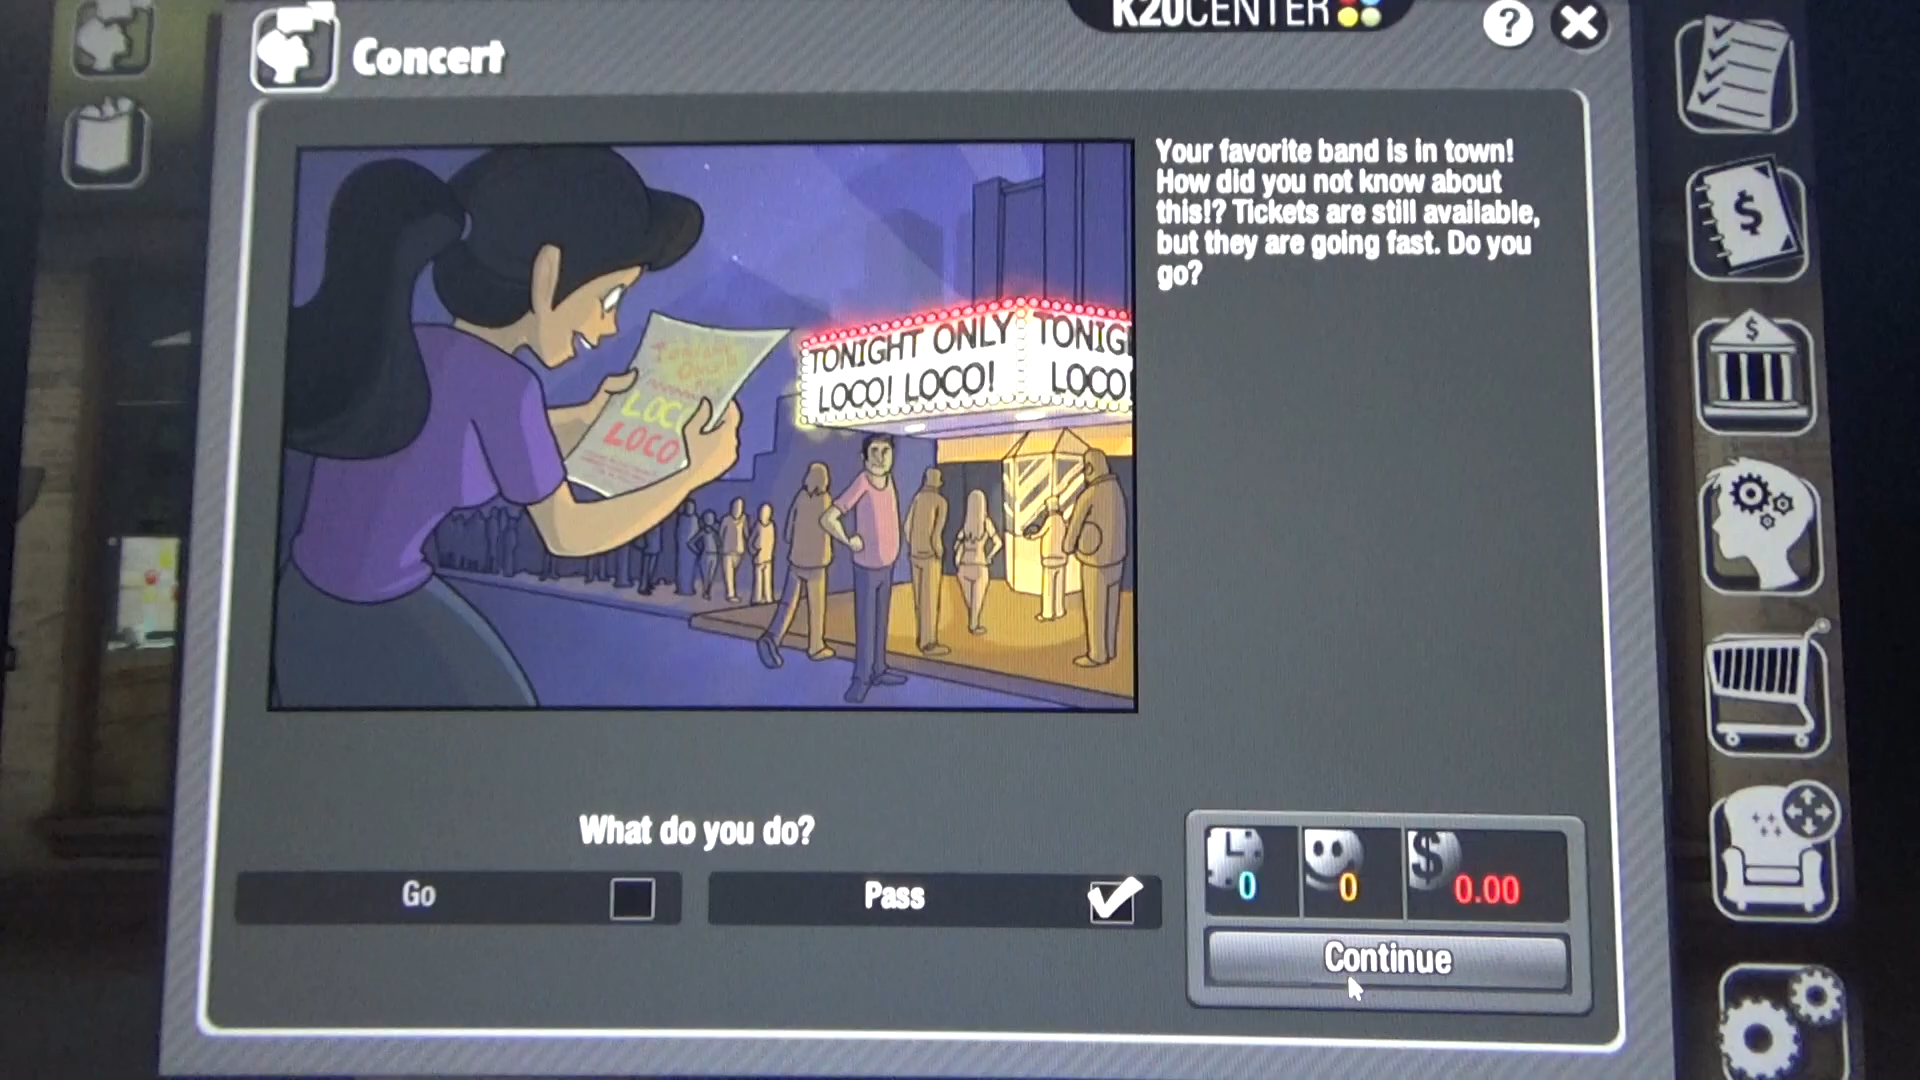 K20CENTER
Concert
Your favorite band is in town!
How did you not know about
this!? Tickets are still available,
but they are going fast. Do you
go?
TONIGHT ONLY
LOCO! LOCO!
TONIG
LOCO!
LOCO
LOCO
What do you do?
Go
Pass
0
0
$
0.00
Continue